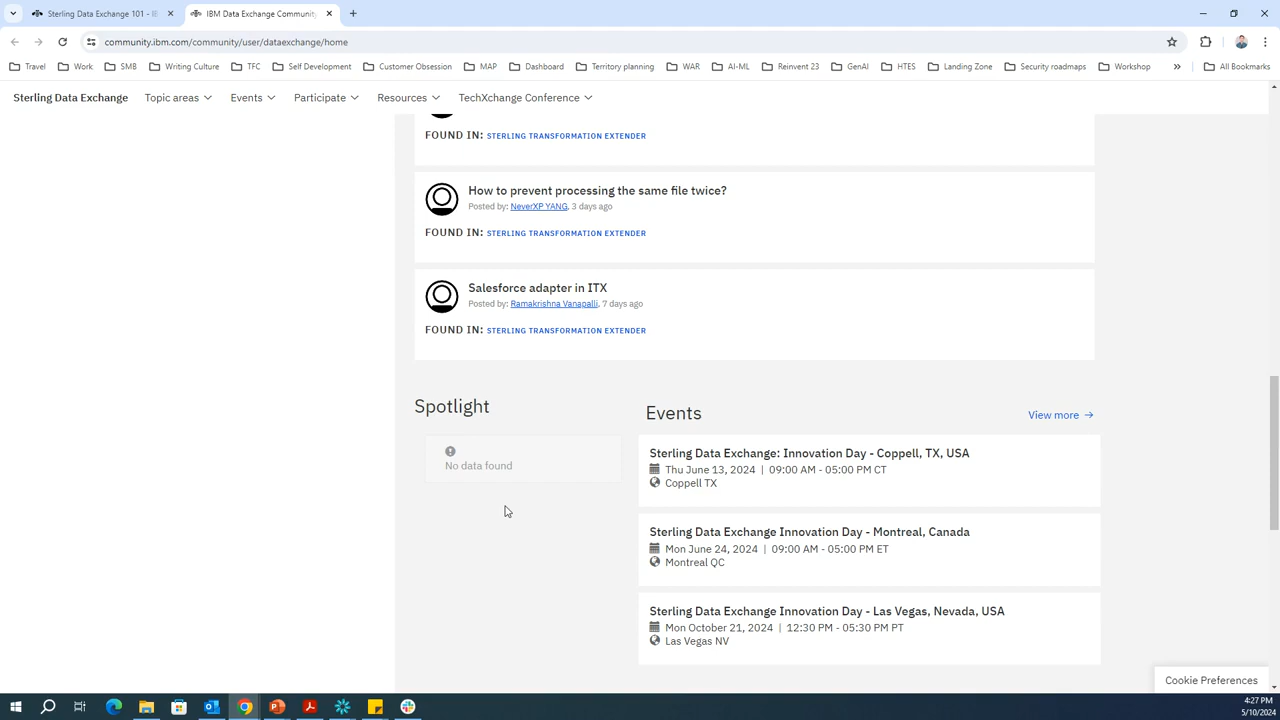 Sterling Data Exchange 101 - IB
IBM Data Exchange Community
community.ibm.com/community/user/dataexchange/home
Travel
Work
SMB
Writing Culture
TFC
Self Development
Customer Obsession
MAP
Dashboard
Territory planning
WAR
AI-ML
Reinvent 23
GenAI
HTES
Landing Zone
Security roadmaps
Workshop
All Bookmarks
Sterling Data Exchange
Topic areas
Events
Participate
Resources
TechXchange Conference
FOUND IN: STERLING TRANSFORMATION EXTENDER
How to prevent processing the same file twice?
Posted by: NeverXP YANG, 3 days ago
FOUND IN: STERLING TRANSFORMATION EXTENDER
Salesforce adapter in ITX
Posted by: Ramakrishna Vanapalli, 7 days ago
FOUND IN: STERLING TRANSFORMATION EXTENDER
Spotlight
No data found
Events
View more →
Sterling Data Exchange: Innovation Day - Coppell, TX, USA
Thu June 13, 2024 | 09:00 AM - 05:00 PM CT
Coppell TX
Sterling Data Exchange Innovation Day - Montreal, Canada
Mon June 24, 2024 | 09:00 AM - 05:00 PM ET
Montreal QC
Sterling Data Exchange Innovation Day - Las Vegas, Nevada, USA
Mon October 21, 2024 | 12:30 PM - 05:30 PM PT
Las Vegas NV
Cookie Preferences
4:27 PM
5/10/2024